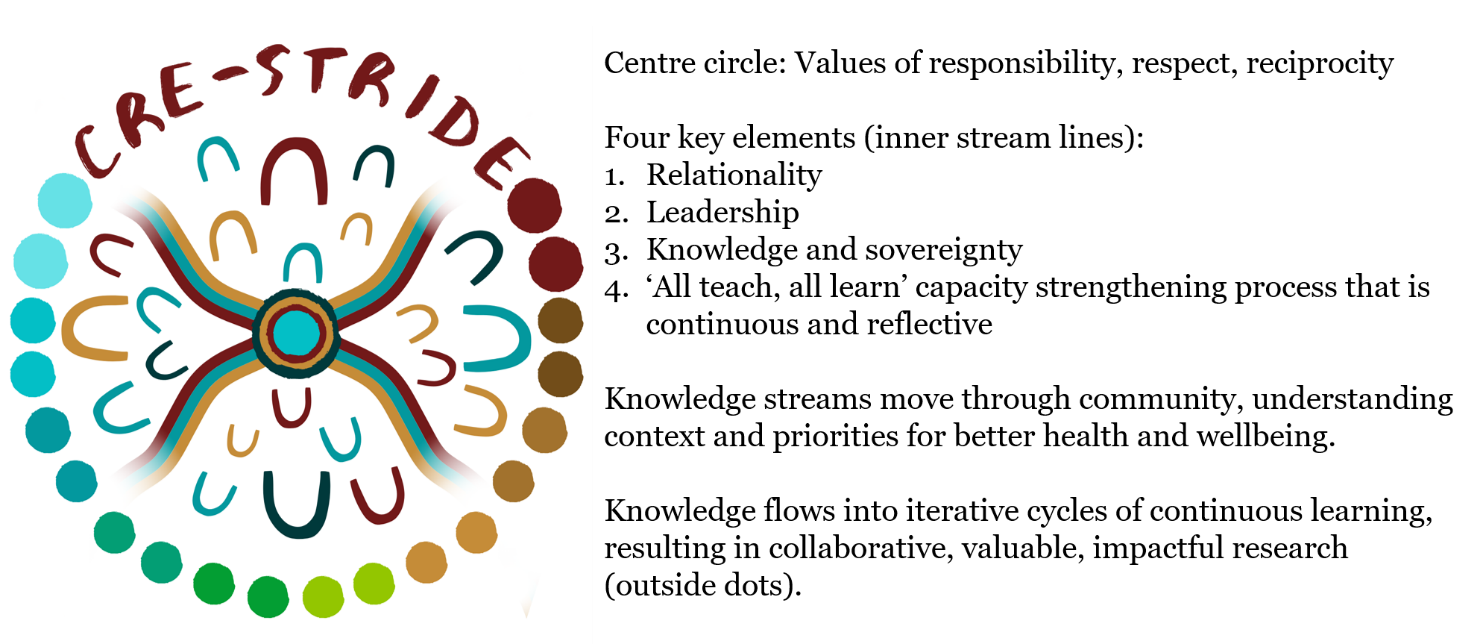 CRE-STRIDE
Centre circle: Values of responsibility, respect, reciprocity
Four key elements (inner stream lines):
1. Relationality
2. Leadership
3. Knowledge and sovereignty
4. ‘All teach, all learn’ capacity strengthening process that is
continuous and reflective
Knowledge streams move through community, understanding
context and priorities for better health and wellbeing.
Knowledge flows into iterative cycles of continuous learning,
resulting in collaborative, valuable, impactful research
(outside dots).